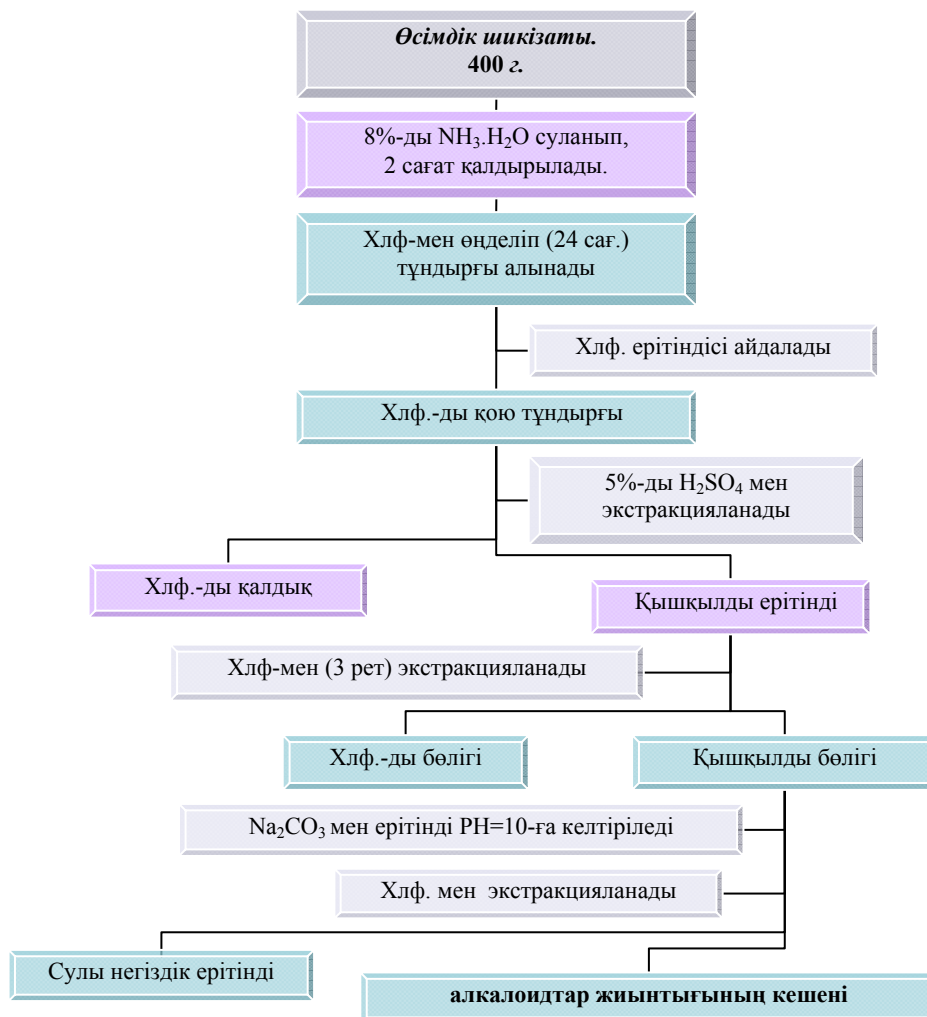 Өсімдік шикізаты.
400 г.
8%-ды NH₃.H₂O суланып,
2 сағат қалдырылады.
Хлф-мен өңделіп (24 сағ.)
тұндырғы алынады
Хлф. ерітіндісі айдалады
Хлф.-ды қою тұндырғы
5%-ды H₂SO₄ мен
экстракцияланады
Хлф.-ды қалдық
Қышқылды ерітінді
Хлф-мен (3 рет) экстракцияланады
Хлф.-ды бөлігі
Қышқылды бөлігі
Na₂CO₃ мен ерітінді PH=10-ға келтіріледі
Хлф. мен экстракцияланады
Сулы негіздік ерітінді
алкалоидтар жиынтығының кешені